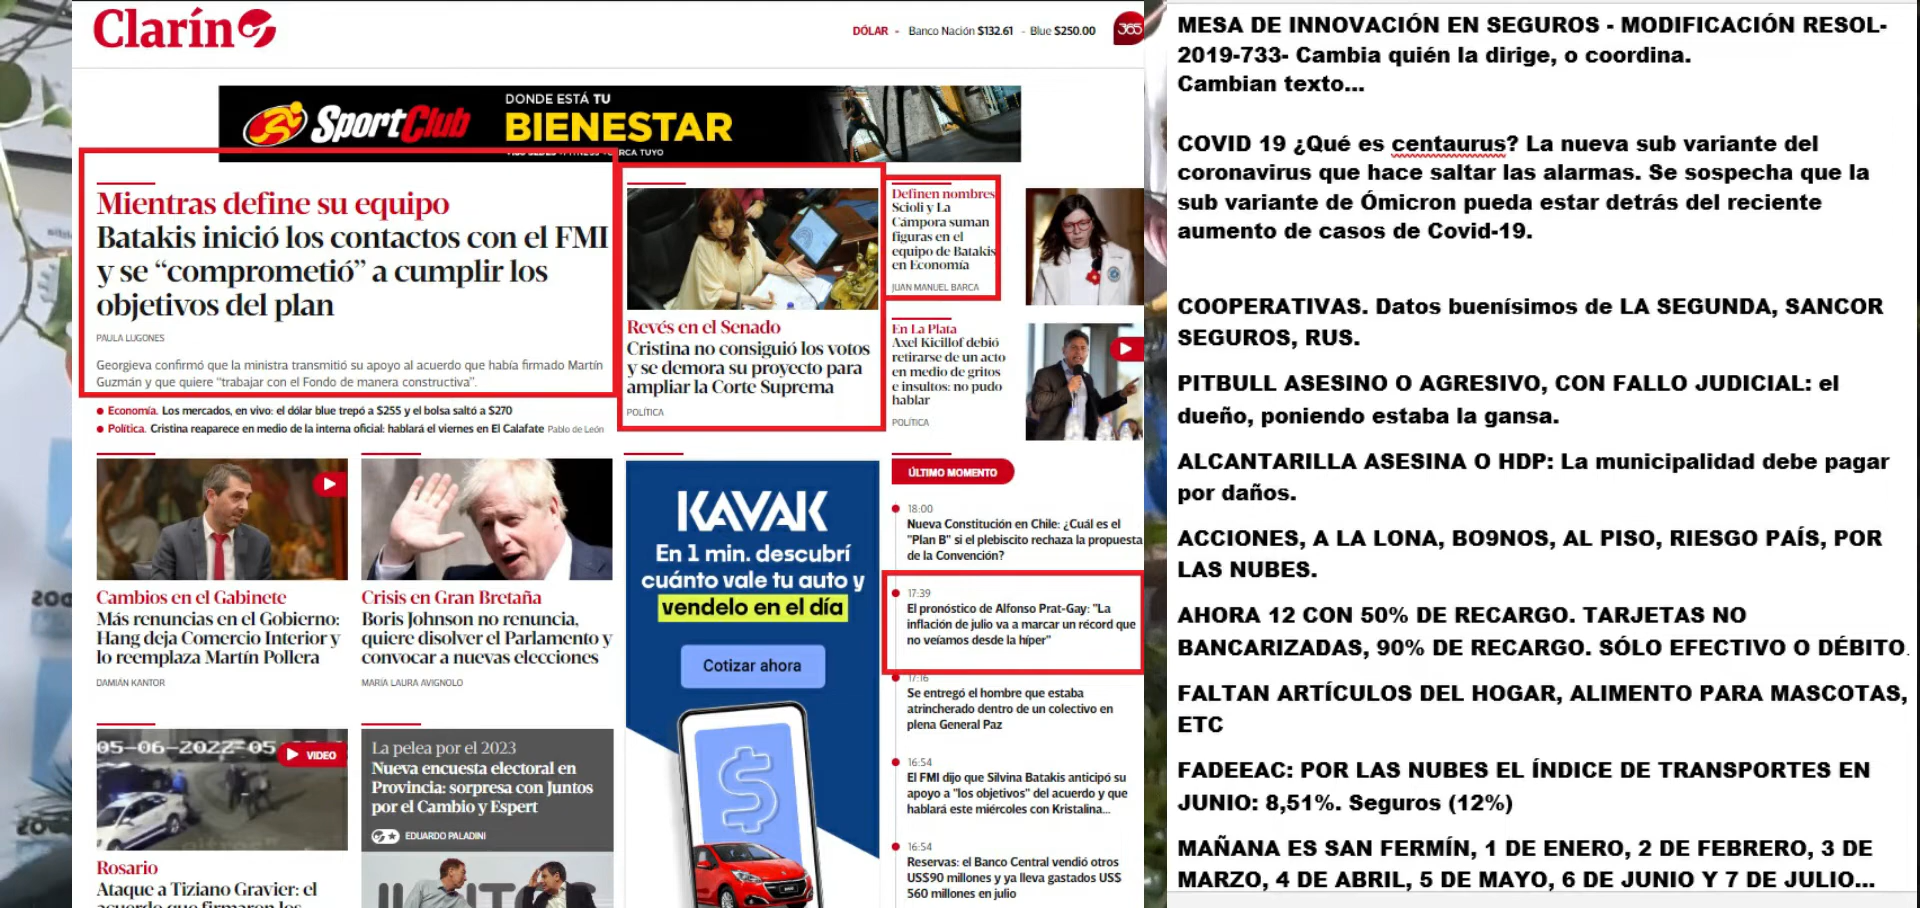 Clarín
DÓLAR - Banco Nación $132.61 - Blue $250.00
365
SportClub
DONDE ESTÁ TU
BIENESTAR
Mientras define su equipo
Batakis inició los contactos con el FMI
y se “comprometió” a cumplir los
objetivos del plan
PAULA LUGONES
Georgieva confirmó que la ministra transmitió su apoyo al acuerdo que había firmado Martín
Guzmán y que quiere “trabajar con el Fondo de manera constructiva”.
Economía. Los mercados, en vivo: el dólar blue trepó a $255 y el bolsa saltó a $270
Política. Cristina reaparece en medio de la interna oficial: hablará el viernes en El Calafate Pablo de León
Revés en el Senado
Cristina no consiguió los votos
y se demora su proyecto para
ampliar la Corte Suprema
POLÍTICA
Definen nombres
Scioli y La
Cámpora suman
figuras en el
equipo de Batakis
en Economía
JUAN MANUEL BARCA
En La Plata
Axel Kicillof debió
retirarse de un acto
en medio de gritos
e insultos: no pudo
hablar
POLÍTICA
Cambios en el Gabinete
Más renuncias en el Gobierno:
Hang deja Comercio Interior y
lo reemplaza Martín Pollera
DAMIÁN KANTOR
Crisis en Gran Bretaña
Boris Johnson no renuncia,
quiere disolver el Parlamento y
convocar a nuevas elecciones
MARÍA LAURA AVIGNOLO
KAVAK
En 1 min. descubrí
cuánto vale tu auto y
vendelo en el día
Cotizar ahora
ÚLTIMO MOMENTO
18:00
Nueva Constitución en Chile: ¿Cuál es el
"Plan B" si el plebiscito rechaza la propuesta
de la Convención?
17:39
El pronóstico de Alfonso Prat-Gay: "La
inflación de julio va a marcar un récord que
no veíamos desde la híper"
17:16
Se entregó el hombre que estaba
atrincherado dentro de un colectivo en
plena General Paz
16:54
El FMI dijo que Silvina Batakis anticipó su
apoyo a "los objetivos" del acuerdo y que
hablará este miércoles con Kristalina...
16:54
Reservas: el Banco Central vendió otros
US$90 millones y ya lleva gastados US$
560 millones en julio
05-06-2022 05
VIDEO
Rosario
Ataque a Tiziano Gravier: el
acuerdo que firmaron los
La pelea por el 2023
Nueva encuesta electoral en
Provincia: sorpresa con Juntos
por el Cambio y Espert
EDUARDO PALADINI
MESA DE INNOVACIÓN EN SEGUROS - MODIFICACIÓN RESOL-
2019-733- Cambia quién la dirige, o coordina.
Cambian texto...
COVID 19 ¿Qué es centaurus? La nueva sub variante del
coronavirus que hace saltar las alarmas. Se sospecha que la
sub variante de Ómicron pueda estar detrás del reciente
aumento de casos de Covid-19.
COOPERATIVAS. Datos buenísimos de LA SEGUNDA, SANCOR
SEGUROS, RUS.
PITBULL ASESINO O AGRESIVO, CON FALLO JUDICIAL: el
dueño, poniendo estaba la gansa.
ALCANTARILLA ASESINA O HDP: La municipalidad debe pagar
por daños.
ACCIONES, A LA LONA, BO9NOS, AL PISO, RIESGO PAÍS, POR
LAS NUBES.
AHORA 12 CON 50% DE RECARGO. TARJETAS NO
BANCARIZADAS, 90% DE RECARGO. SÓLO EFECTIVO O DÉBITO.
FALTAN ARTÍCULOS DEL HOGAR, ALIMENTO PARA MASCOTAS,
ETC
FADEEAC: POR LAS NUBES EL ÍNDICE DE TRANSPORTES EN
JUNIO: 8,51%. Seguros (12%)
MAÑANA ES SAN FERMÍN, 1 DE ENERO, 2 DE FEBRERO, 3 DE
MARZO, 4 DE ABRIL, 5 DE MAYO, 6 DE JUNIO Y 7 DE JULIO...